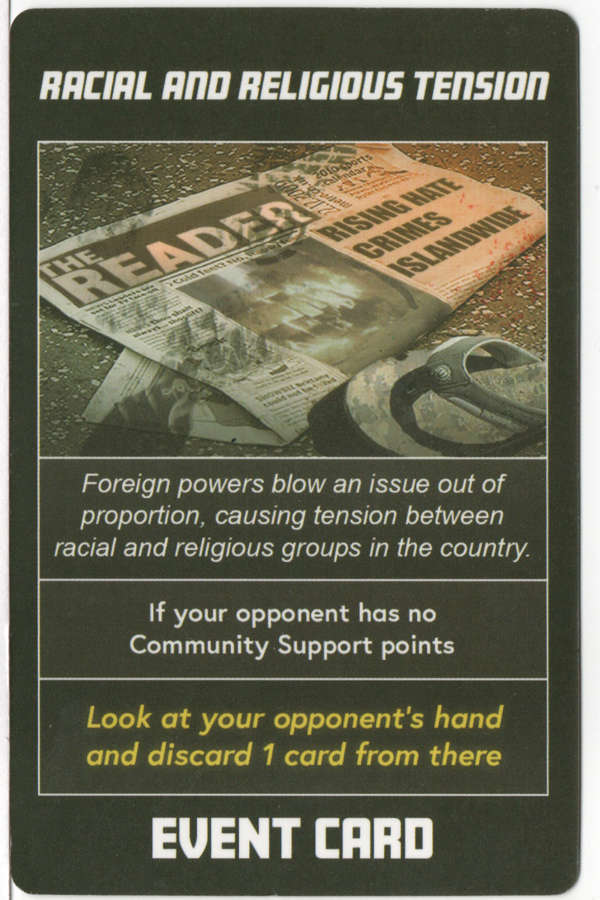 RACIAL AND RELIGIOUS TENSION
THE
READER
RISING HATE
CRIMES
ISLANDWIDE
Foreign powers blow an issue out of
proportion, causing tension between
racial and religious groups in the country.
If your opponent has no
Community Support points
Look at your opponent's hand
and discard 1 card from there
EVENT CARD